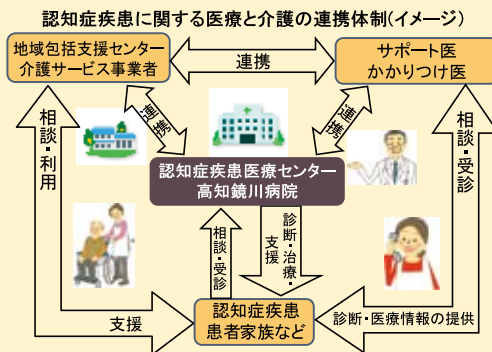 認知症疾患に関する医療と介護の連携体制(イメージ)
地域包括支援センター
介護サービス事業者
連携
サポート医
かかりつけ医
連携
連携
相談・利用
相談・受診
認知症疾患医療センター
高知鏡川病院
相談・受診
診断・治療・
支援
認知症疾患
患者家族など
支援
診断・医療情報の提供